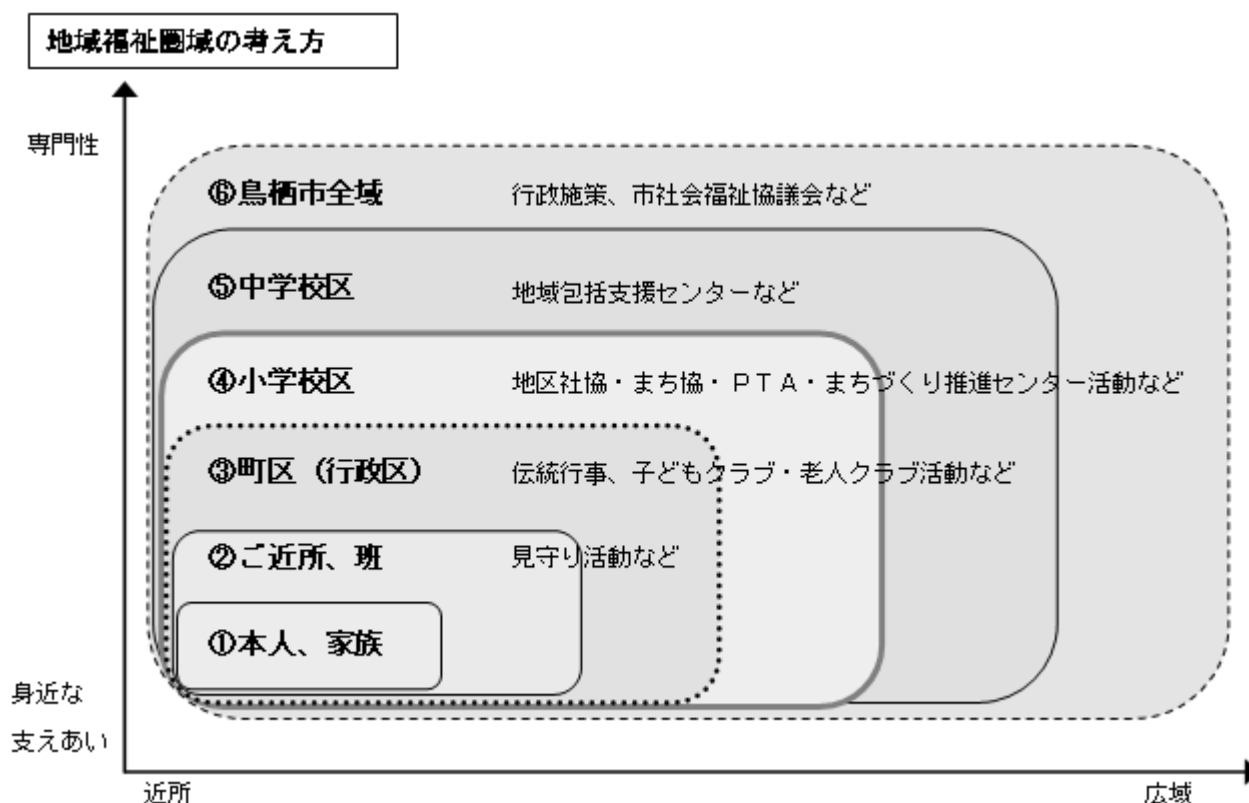 地域福祉圏域の考え方
専門性
⑥鳥栖市全域 行政施策、市社会福祉協議会など
⑤中学校区 地域包括支援センターなど
④小学校区 地区社協・まち協・ＰＴＡ・まちづくり推進センター活動など
③町区（行政区） 伝統行事、子どもクラブ・老人クラブ活動など
②ご近所、班 見守り活動など
①本人、家族
身近な
支えあい
近所 広域